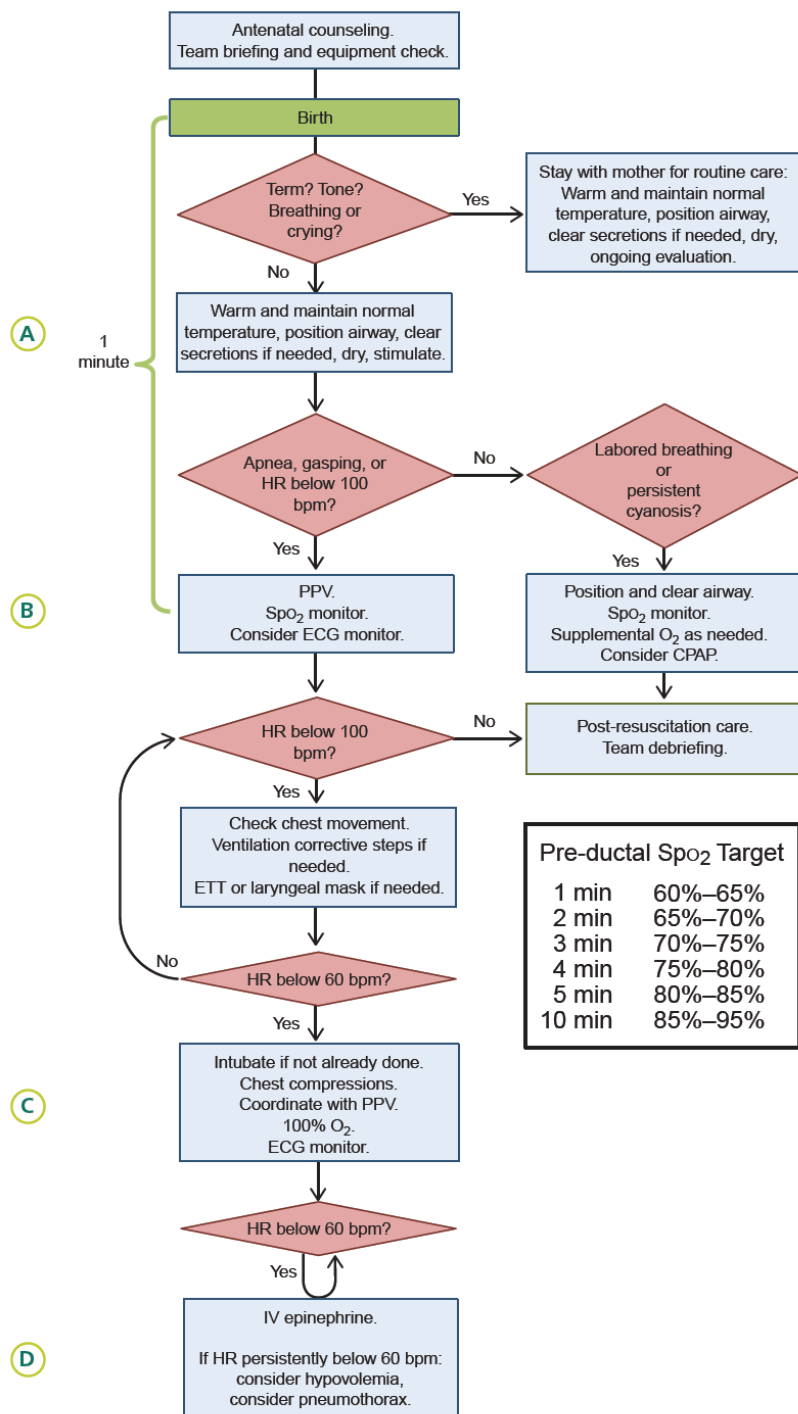 Antenatal counseling.
Team briefing and equipment check.
Birth
Term? Tone?
Breathing or
crying?
Yes
Stay with mother for routine care:
Warm and maintain normal
temperature, position airway,
clear secretions if needed, dry,
ongoing evaluation.
No
A
1
minute
Warm and maintain normal
temperature, position airway, clear
secretions if needed, dry, stimulate.
Apnea, gasping, or
HR below 100
bpm?
No
Labored breathing
or
persistent
cyanosis?
Yes
Yes
B
PPV.
SpO₂ monitor.
Consider ECG monitor.
Position and clear airway.
SpO₂ monitor.
Supplemental O₂ as needed.
Consider CPAP.
HR below 100
bpm?
No
Post-resuscitation care.
Team debriefing.
Yes
Check chest movement.
Ventilation corrective steps if
needed.
ETT or laryngeal mask if needed.
Pre-ductal SpO₂ Target
1 min 60%–65%
2 min 65%–70%
3 min 70%–75%
4 min 75%–80%
5 min 80%–85%
10 min 85%–95%
No
HR below 60 bpm?
Yes
C
Intubate if not already done.
Chest compressions.
Coordinate with PPV.
100% O₂.
ECG monitor.
HR below 60 bpm?
Yes
D
IV epinephrine.
If HR persistently below 60 bpm:
consider hypovolemia,
consider pneumothorax.